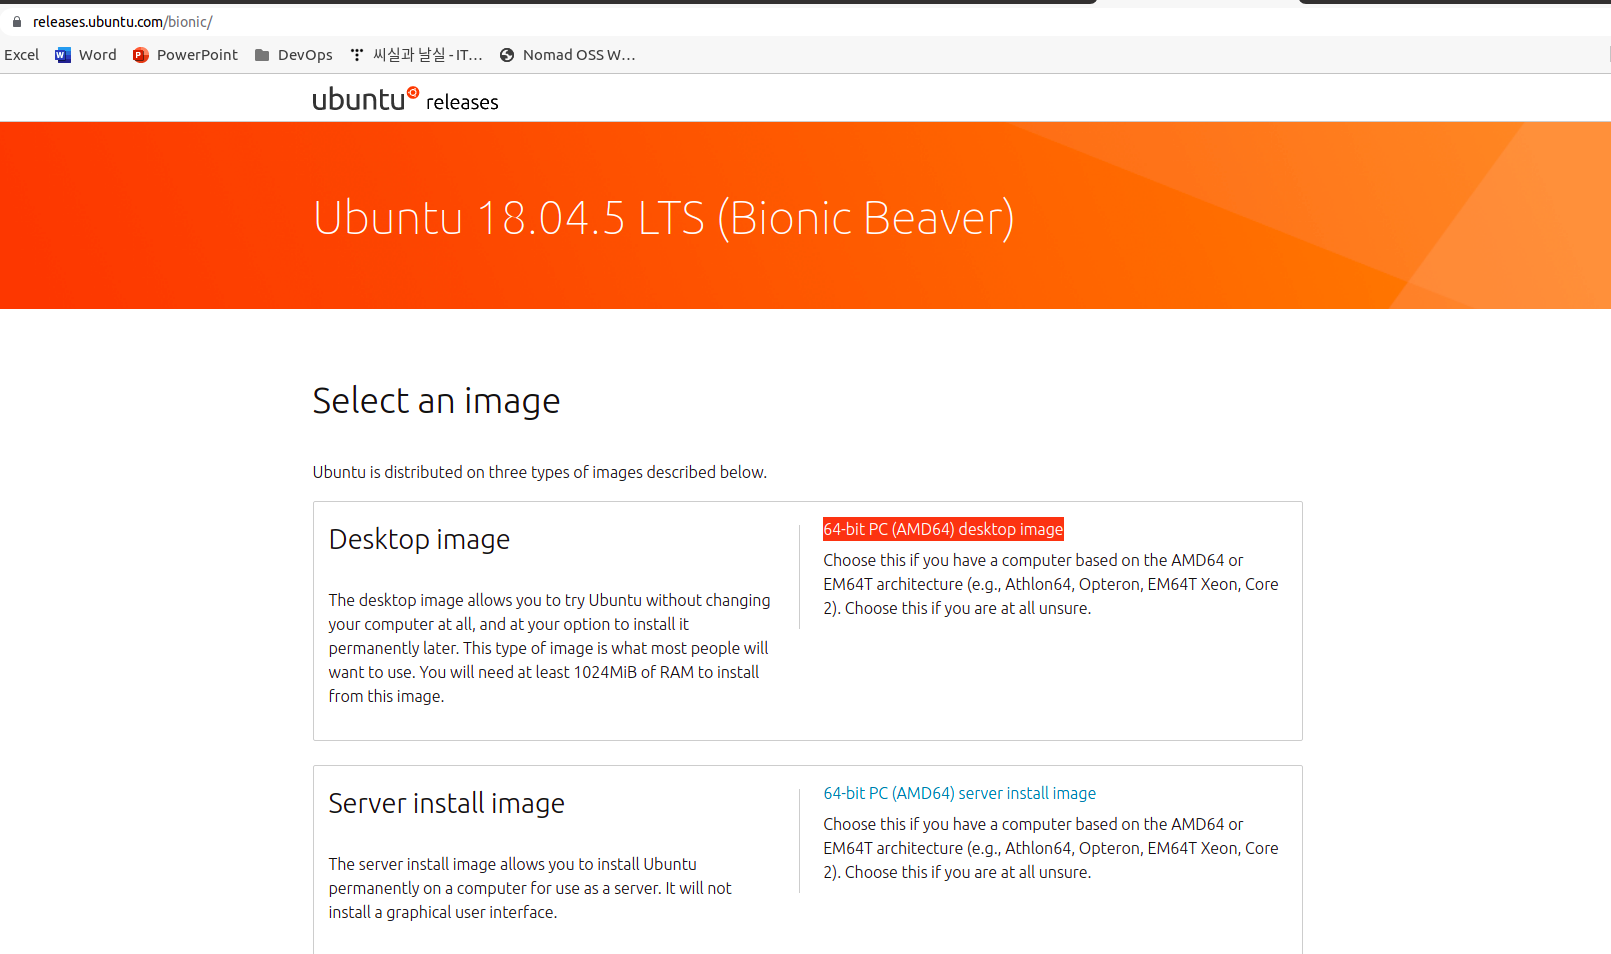 releases.ubuntu.com/bionic/
Excel Word PowerPoint DevOps 씨실과 날실 - IT... Nomad OSS W...
ubuntu releases
Ubuntu 18.04.5 LTS (Bionic Beaver)
Select an image
Ubuntu is distributed on three types of images described below.
Desktop image
The desktop image allows you to try Ubuntu without changing
your computer at all, and at your option to install it
permanently later. This type of image is what most people will
want to use. You will need at least 1024MiB of RAM to install
from this image.
64-bit PC (AMD64) desktop image
Choose this if you have a computer based on the AMD64 or
EM64T architecture (e.g., Athlon64, Opteron, EM64T Xeon, Core
2). Choose this if you are at all unsure.
Server install image
The server install image allows you to install Ubuntu
permanently on a computer for use as a server. It will not
install a graphical user interface.
64-bit PC (AMD64) server install image
Choose this if you have a computer based on the AMD64 or
EM64T architecture (e.g., Athlon64, Opteron, EM64T Xeon, Core
2). Choose this if you are at all unsure.